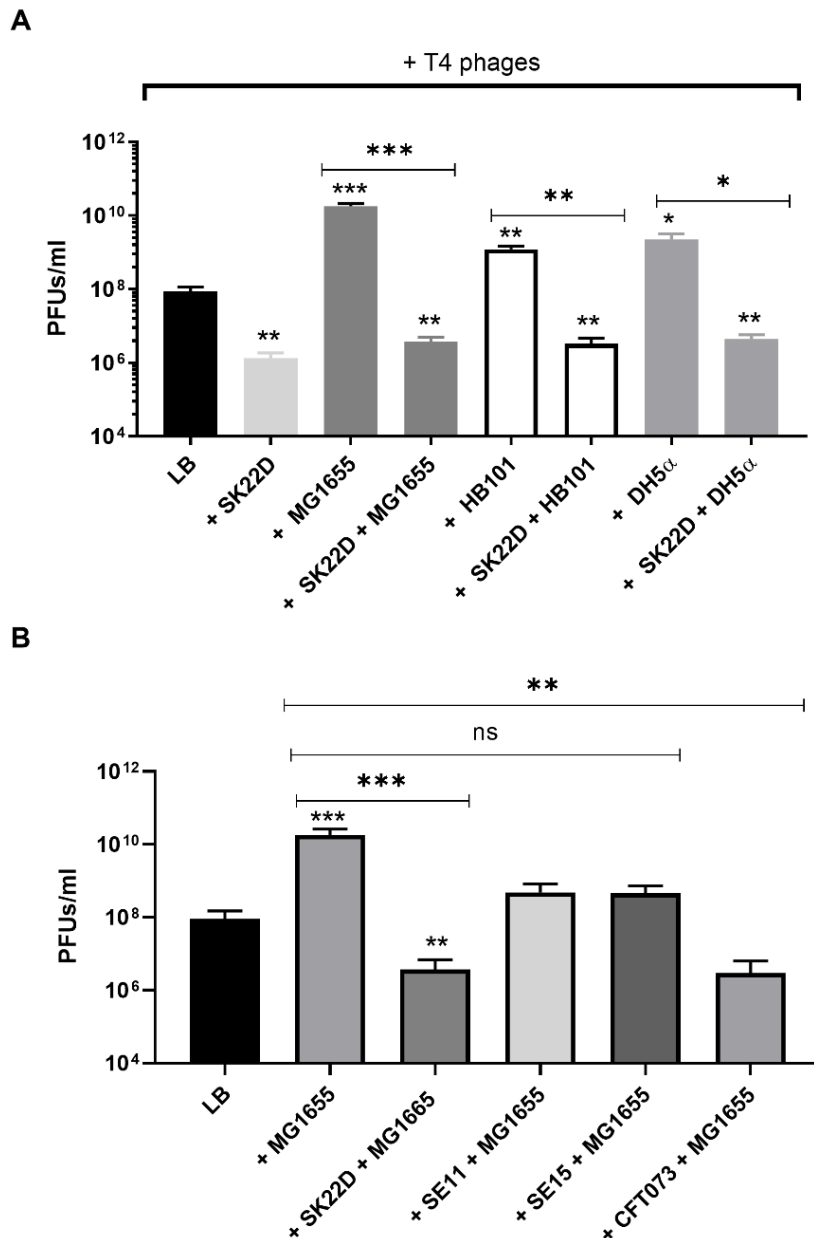 A
+ T4 phages
PFUs/ml
10¹²
10¹⁰
10⁸
10⁶
10⁴
***
**
*
***
**
*
**
**
**
**
LB
+ SK22D
+ MG1655
+ SK22D + MG1655
+ HB101
+ SK22D + HB101
+ DH5α
+ SK22D + DH5α
B
**
ns
***
***
**
PFUs/ml
10¹²
10¹⁰
10⁸
10⁶
10⁴
LB
+ MG1655
+ SK22D + MG1665
+ SE11 + MG1655
+ SE15 + MG1655
+ CFT073 + MG1655